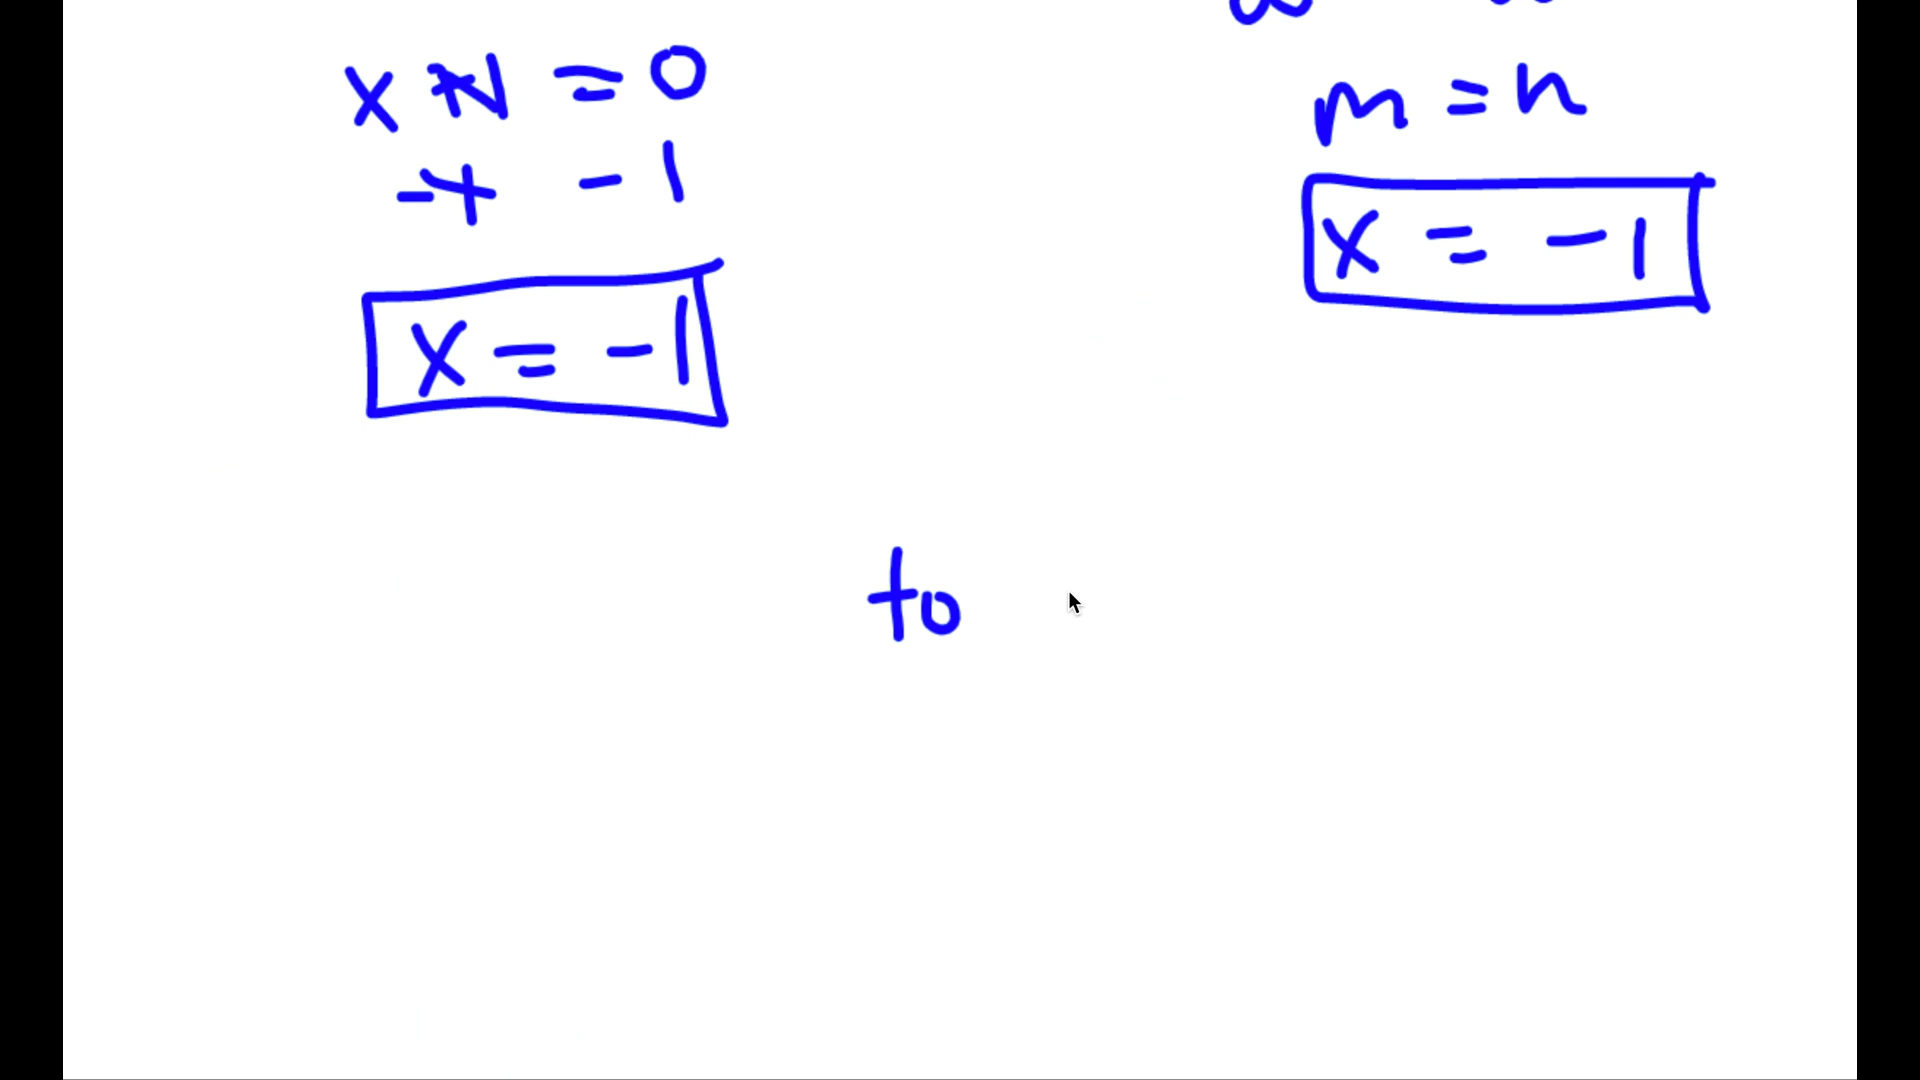 x + 1 = 0
- 1 - 1
x = -1
m = n
x = -1
to